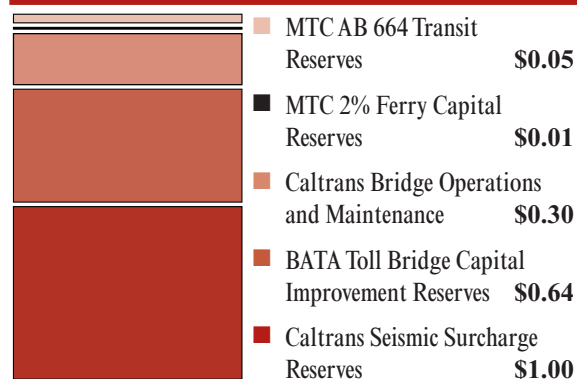 MTC AB 664 Transit
Reserves $0.05
MTC 2% Ferry Capital
Reserves $0.01
Caltrans Bridge Operations
and Maintenance $0.30
BATA Toll Bridge Capital
Improvement Reserves $0.64
Caltrans Seismic Surcharge
Reserves $1.00